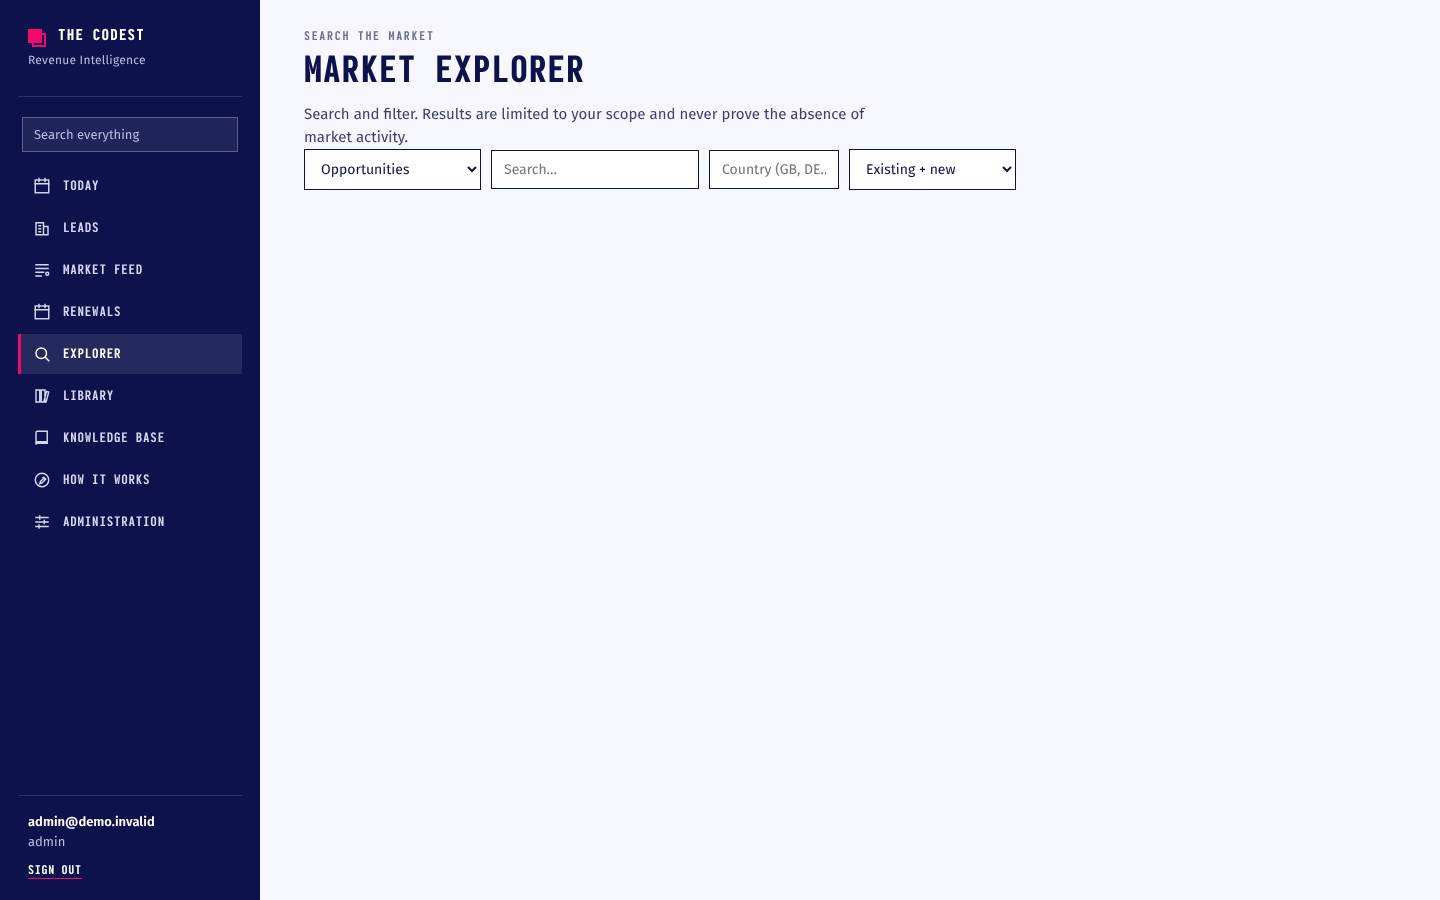 THE CODEST
Revenue Intelligence
Search everything
TODAY
LEADS
MARKET FEED
RENEWALS
EXPLORER
LIBRARY
KNOWLEDGE BASE
HOW IT WORKS
ADMINISTRATION
admin@demo.invalid
admin
SIGN OUT
SEARCH THE MARKET
MARKET EXPLORER
Search and filter. Results are limited to your scope and never prove the absence of
market activity.
Opportunities
Search...
Country (GB, DE..
Existing + new